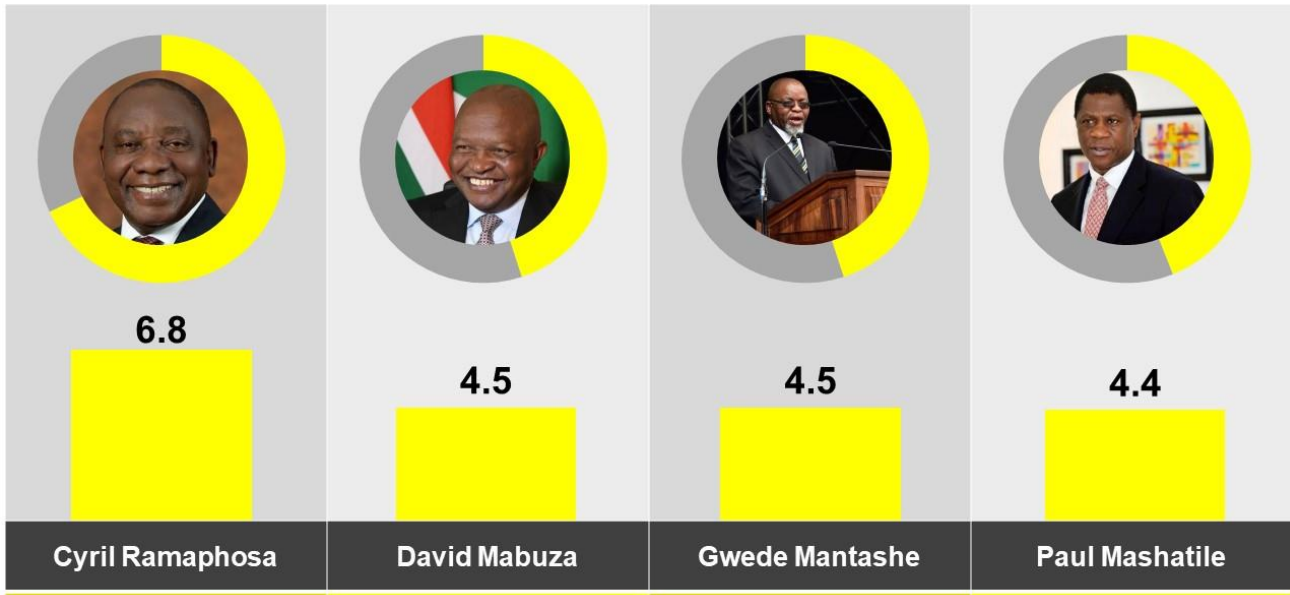 6.8
4.5
4.5
4.4
Cyril Ramaphosa
David Mabuza
Gwede Mantashe
Paul Mashatile